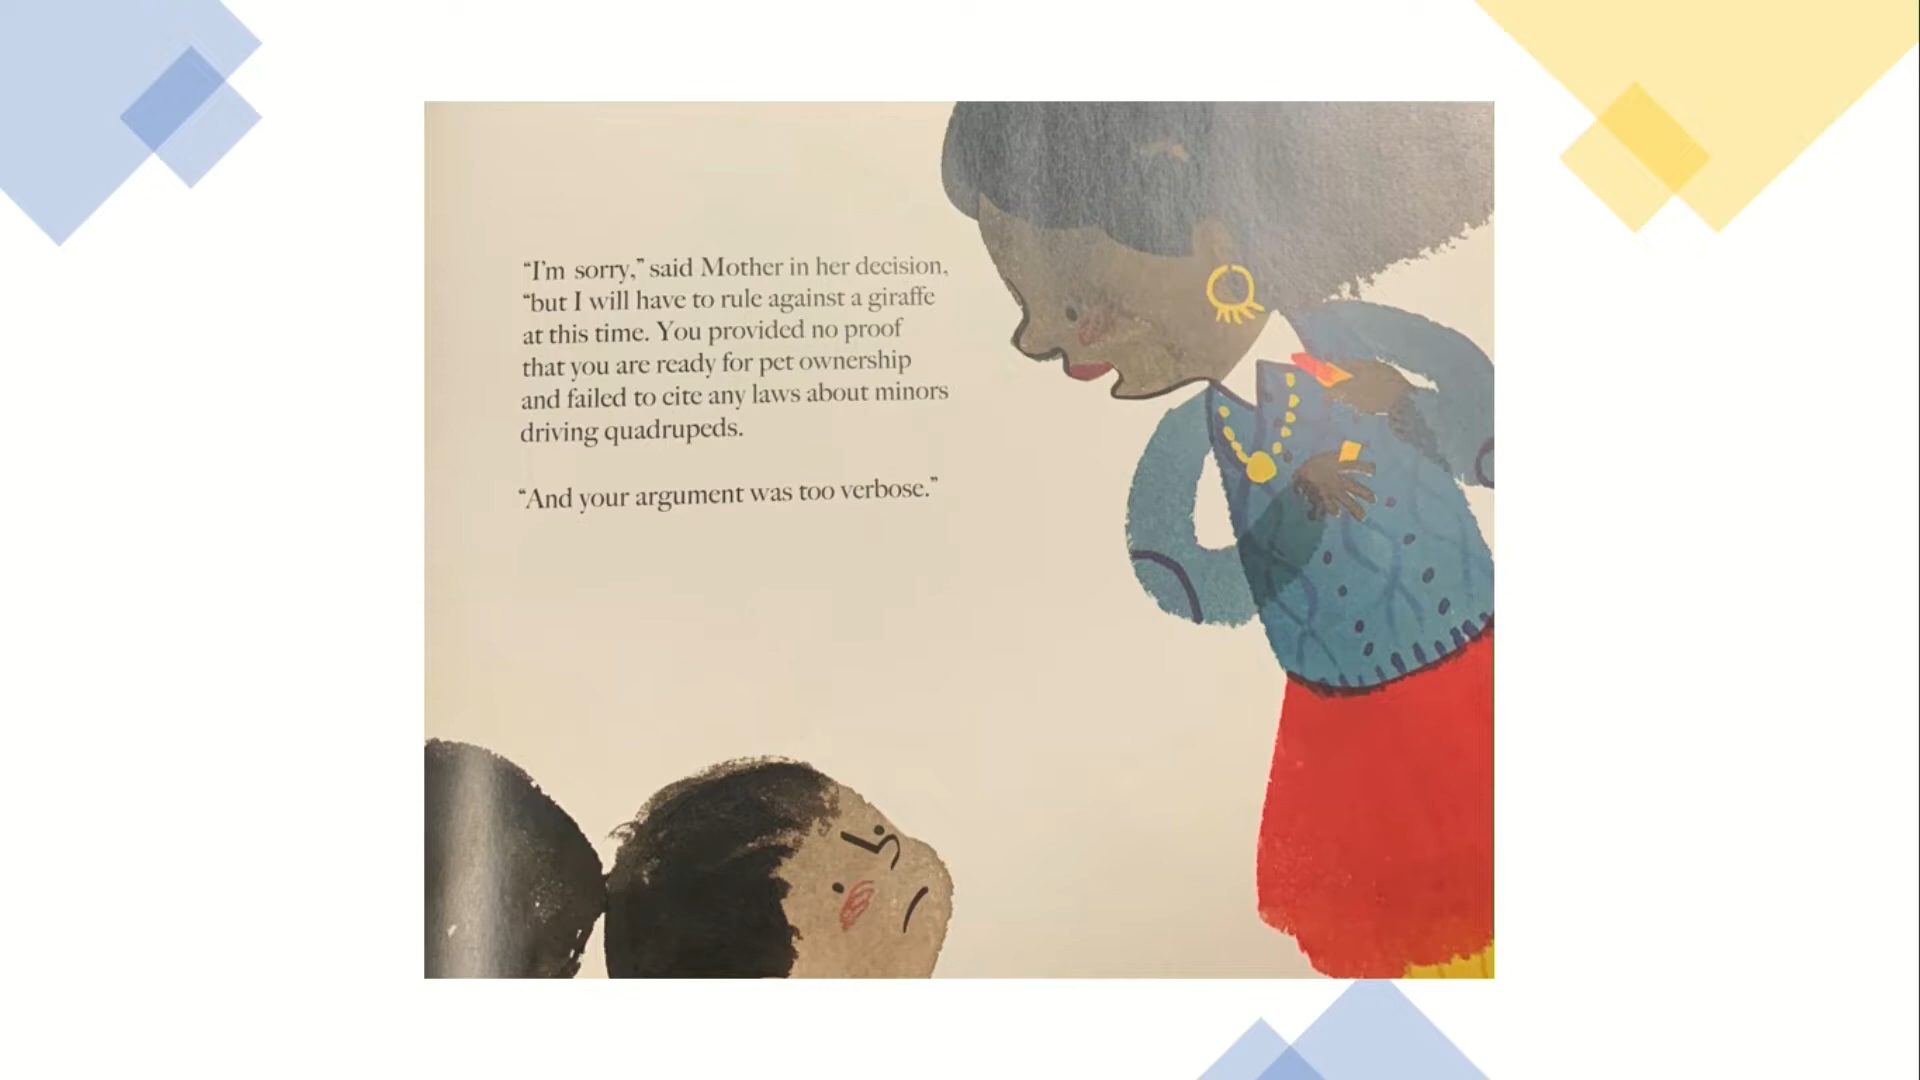 “I’m sorry,” said Mother in her decision,
“but I will have to rule against a giraffe
at this time. You provided no proof
that you are ready for pet ownership
and failed to cite any laws about minors
driving quadrupeds.
“And your argument was too verbose.”